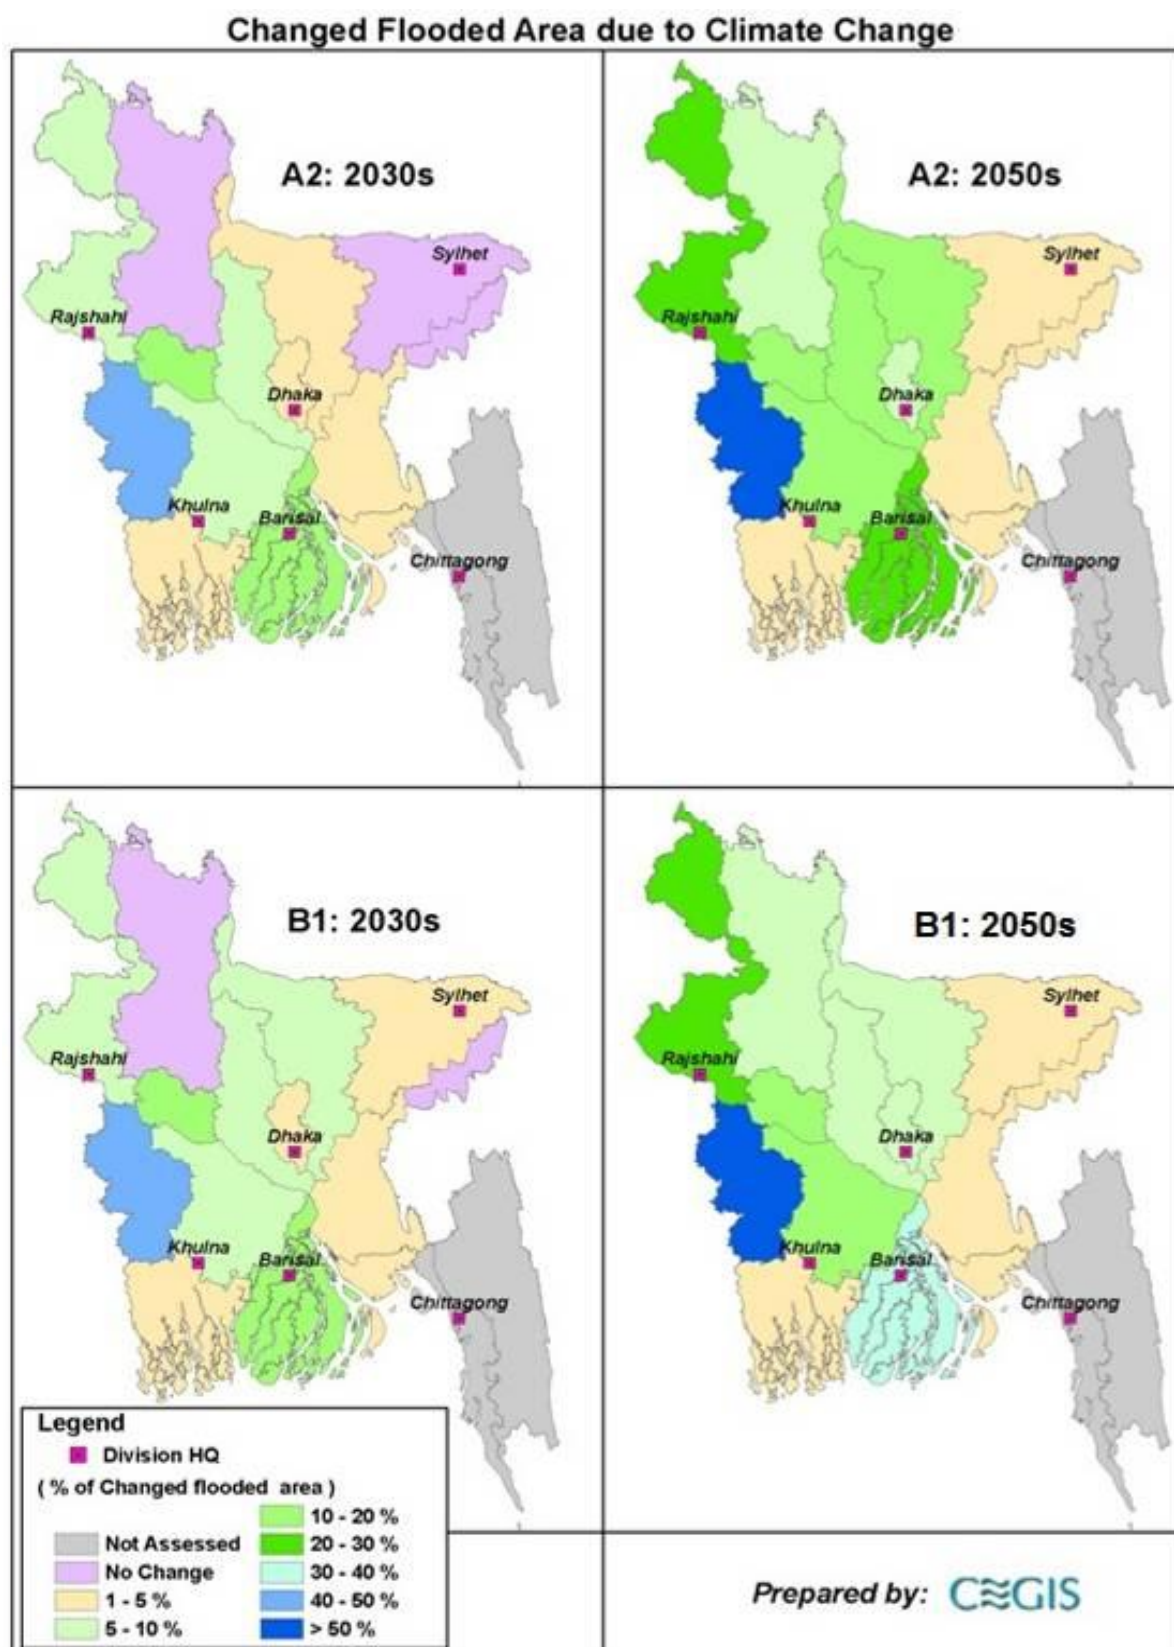 Changed Flooded Area due to Climate Change
A2: 2030s
Sylhet
Rajshahi
Dhaka
Khulna
Barisal
Chittagong
A2: 2050s
Sylhet
Rajshahi
Dhaka
Khulna
Barisal
Chittagong
B1: 2030s
Sylhet
Rajshahi
Dhaka
Khulna
Barisal
Chittagong
B1: 2050s
Sylhet
Rajshahi
Dhaka
Khulna
Barisal
Chittagong
Legend
Division HQ
( % of Changed flooded area )
Not Assessed
No Change
1 - 5 %
5 - 10 %
10 - 20 %
20 - 30 %
30 - 40 %
40 - 50 %
> 50 %
Prepared by: CEGIS